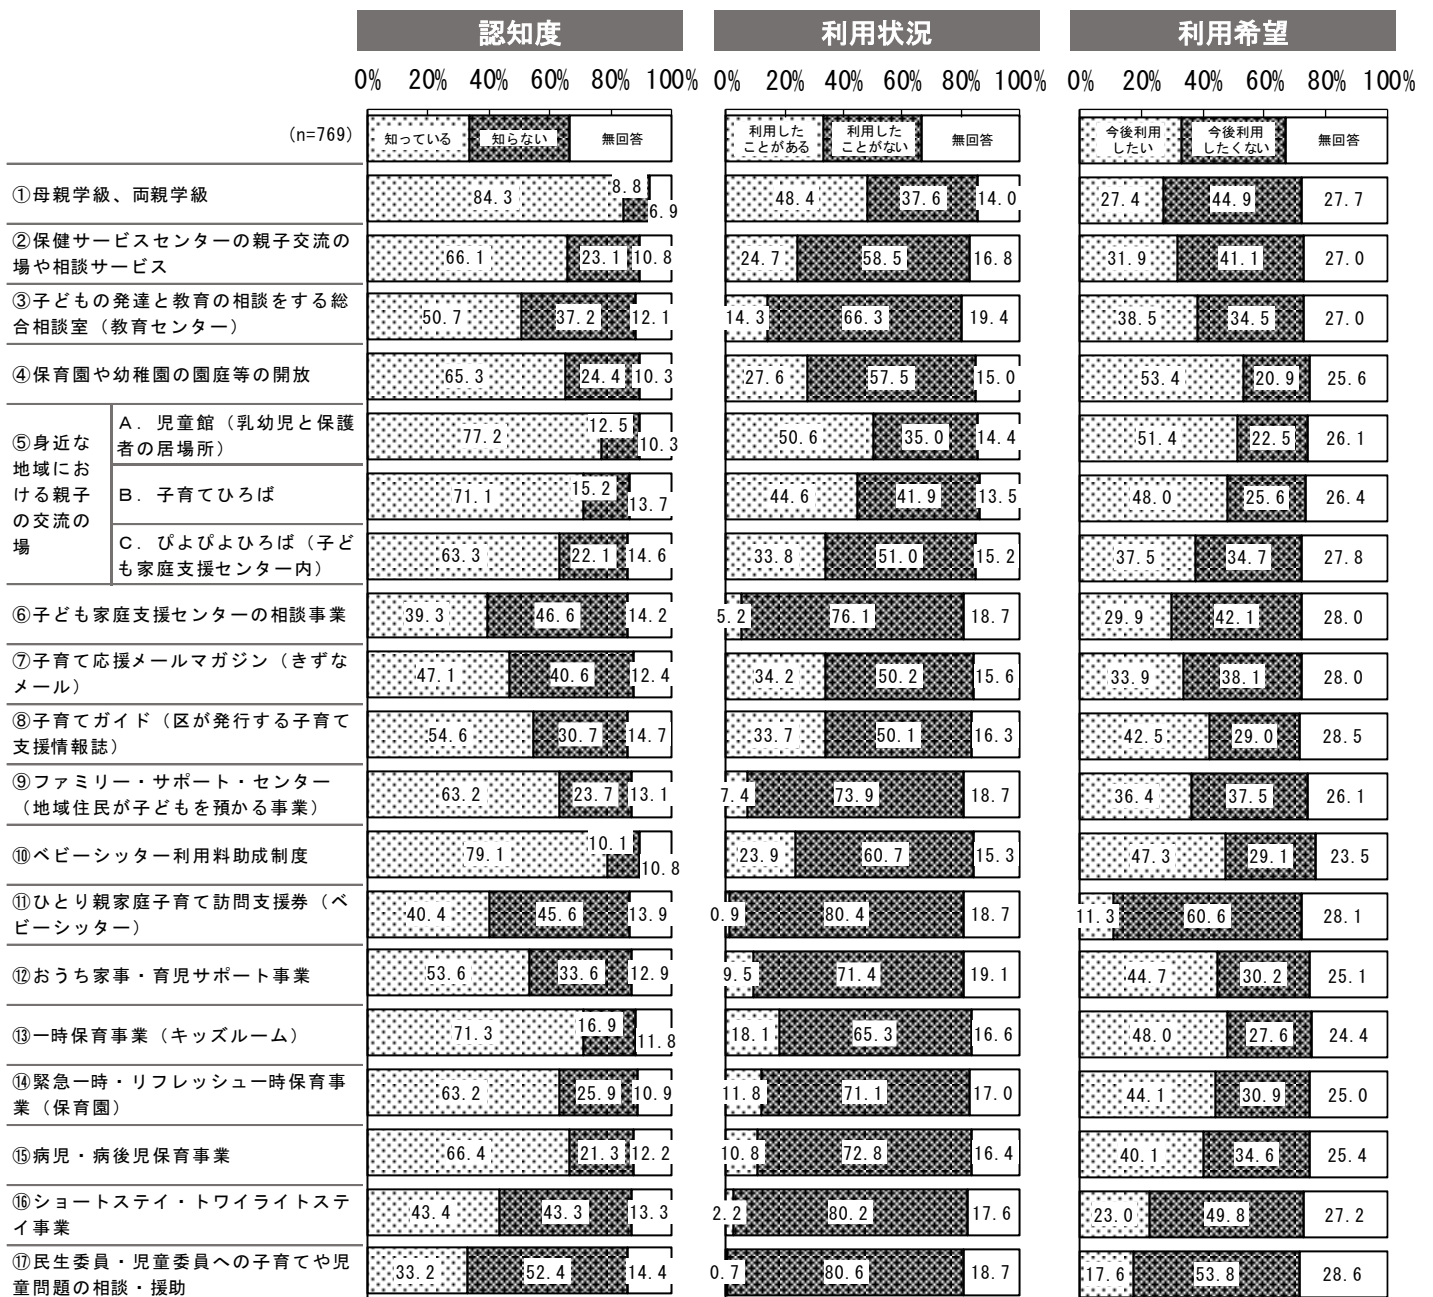 認知度 利用状況 利用希望
0% 20% 40% 60% 80% 100% 0% 20% 40% 60% 80% 100% 0% 20% 40% 60% 80% 100%
(n=769) 知っている 知らない 無回答 利用した 利用した 無回答 今後利用 今後利用 無回答
ことがある ことがない したい したくない
①母親学級、両親学級 84.3 8.8 6.9 48.4 37.6 14.0 27.4 44.9 27.7
②保健サービスセンターの親子交流の
場や相談サービス 66.1 23.1 10.8 24.7 58.5 16.8 31.9 41.1 27.0
③子どもの発達と教育の相談をする総
合相談室（教育センター） 50.7 37.2 12.1 14.3 66.3 19.4 38.5 34.5 27.0
④保育園や幼稚園の園庭等の開放 65.3 24.4 10.3 27.6 57.5 15.0 53.4 20.9 25.6
⑤身近な
地域にお
ける親子
の交流の
場
Ａ．児童館（乳幼児と保護
者の居場所） 77.2 12.5 10.3 50.6 35.0 14.4 51.4 22.5 26.1
Ｂ．子育てひろば 71.1 15.2 13.7 44.6 41.9 13.5 48.0 25.6 26.4
Ｃ．ぴよぴよひろば（子ど
も家庭支援センター内） 63.3 22.1 14.6 33.8 51.0 15.2 37.5 34.7 27.8
⑥子ども家庭支援センターの相談事業 39.3 46.6 14.2 5.2 76.1 18.7 29.9 42.1 28.0
⑦子育て応援メールマガジン（きずな
メール） 47.1 40.6 12.4 34.2 50.2 15.6 33.9 38.1 28.0
⑧子育てガイド（区が発行する子育て
支援情報誌） 54.6 30.7 14.7 33.7 50.1 16.3 42.5 29.0 28.5
⑨ファミリー・サポート・センター
（地域住民が子どもを預かる事業） 63.2 23.7 13.1 7.4 73.9 18.7 36.4 37.5 26.1
⑩ベビーシッター利用料助成制度 79.1 10.1 10.8 23.9 60.7 15.3 47.3 29.1 23.5
⑪ひとり親家庭子育て訪問支援券（ベ
ビーシッター） 40.4 45.6 13.9 0.9 80.4 18.7 11.3 60.6 28.1
⑫おうち家事・育児サポート事業 53.6 33.6 12.9 9.5 71.4 19.1 44.7 30.2 25.1
⑬一時保育事業（キッズルーム） 71.3 16.9 11.8 18.1 65.3 16.6 48.0 27.6 24.4
⑭緊急一時・リフレッシュ一時保育事
業（保育園） 63.2 25.9 10.9 11.8 71.1 17.0 44.1 30.9 25.0
⑮病児・病後児保育事業 66.4 21.3 12.2 10.8 72.8 16.4 40.1 34.6 25.4
⑯ショートステイ・トワイライトステ
イ事業 43.4 43.3 13.3 2.2 80.2 17.6 23.0 49.8 27.2
⑰民生委員・児童委員への子育てや児
童問題の相談・援助 33.2 52.4 14.4 0.7 80.6 18.7 17.6 53.8 28.6